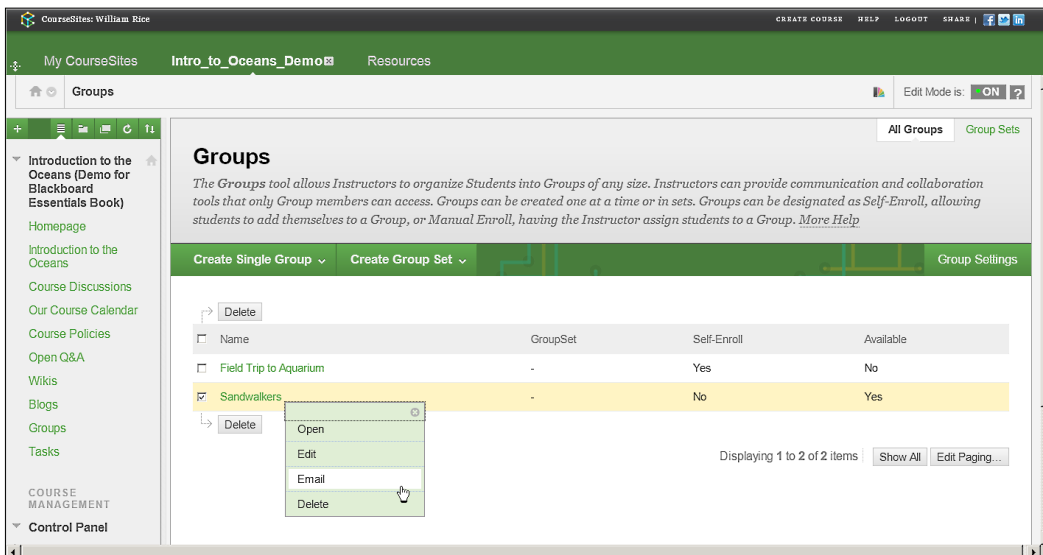 CourseSites: William Rice
CREATE COURSE HELP LOGOUT SHARE |
My CourseSites Intro_to_Oceans_Demo Resources
Groups
Edit Mode is: ON ?
All Groups Group Sets
Introduction to the
Oceans (Demo for
Blackboard
Essentials Book)
Homepage
Introduction to the
Oceans
Course Discussions
Our Course Calendar
Course Policies
Open Q&A
Wikis
Blogs
Groups
Tasks
COURSE
MANAGEMENT
Control Panel
Groups
The Groups tool allows Instructors to organize Students into Groups of any size. Instructors can provide communication and collaboration
tools that only Group members can access. Groups can be created one at a time or in sets. Groups can be designated as Self-Enroll, allowing
students to add themselves to a Group, or Manual Enroll, having the Instructor assign students to a Group. More Help
Create Single Group Create Group Set Group Settings
Delete
Name GroupSet Self-Enroll Available
Field Trip to Aquarium - Yes No
Sandwalkers - No Yes
Delete
Open
Edit
Email
Delete
Displaying 1 to 2 of 2 items Show All Edit Paging...